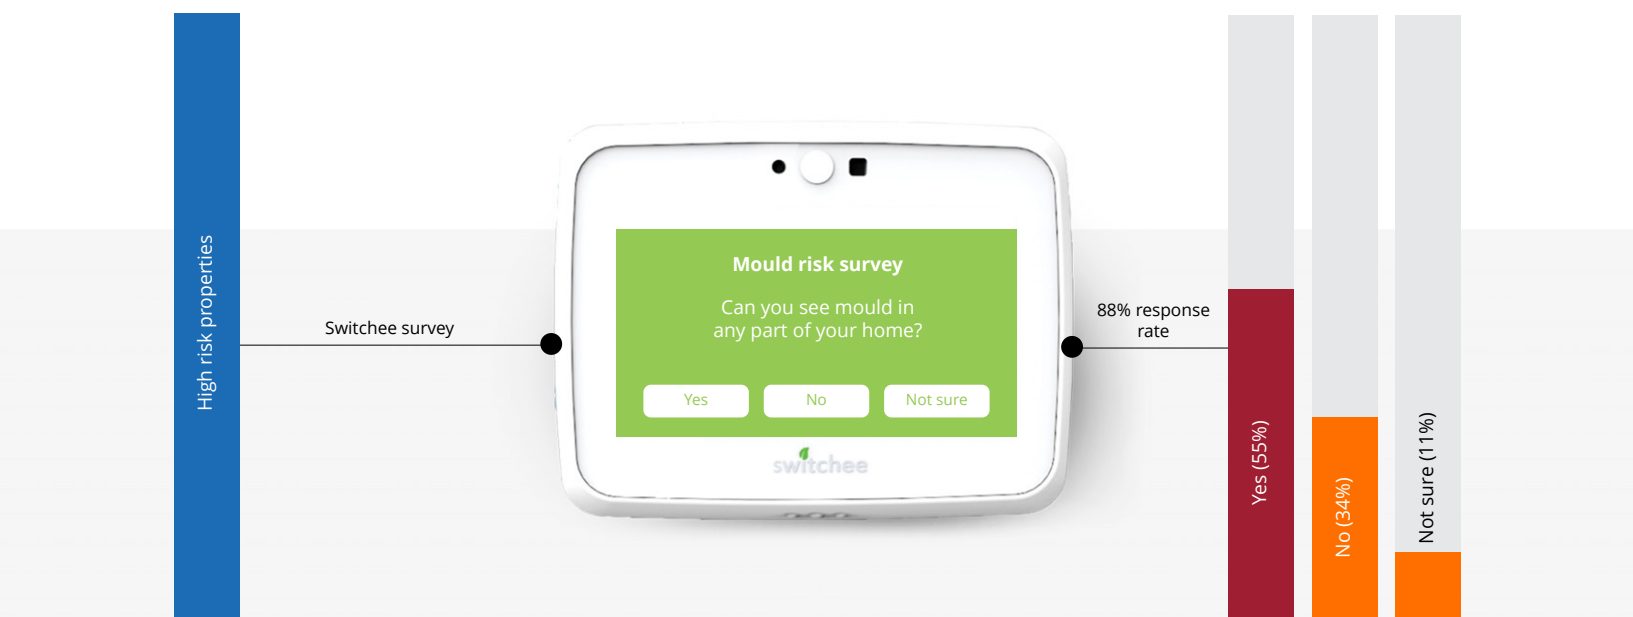 High risk properties
Switchee survey
Mould risk survey
Can you see mould in
any part of your home?
Yes
No
Not sure
switchee
88% response
rate
Yes (55%)
No (34%)
Not sure (11%)